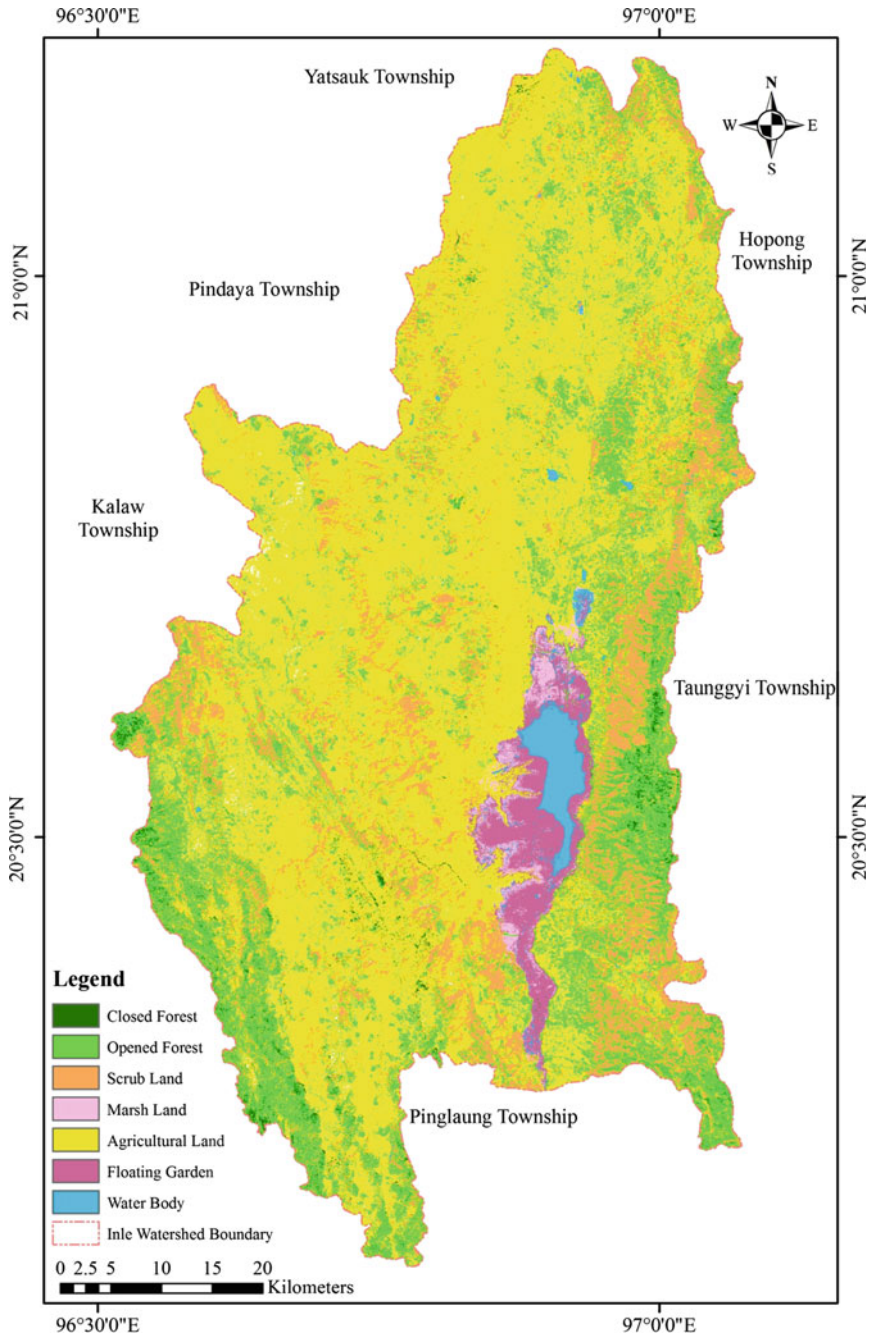 96°30'0"E 97°0'0"E
Yatsauk Township
N
W E
S
Hopong
Township
21°0'0"N 21°0'0"N
Pindaya Township
Kalaw
Township
Taunggyi Township
20°30'0"N 20°30'0"N
Legend
Closed Forest
Opened Forest
Scrub Land
Marsh Land
Pinglaung Township
Agricultural Land
Floating Garden
Water Body
Inle Watershed Boundary
0 2.5 5 10 15 20
Kilometers
96°30'0"E 97°0'0"E